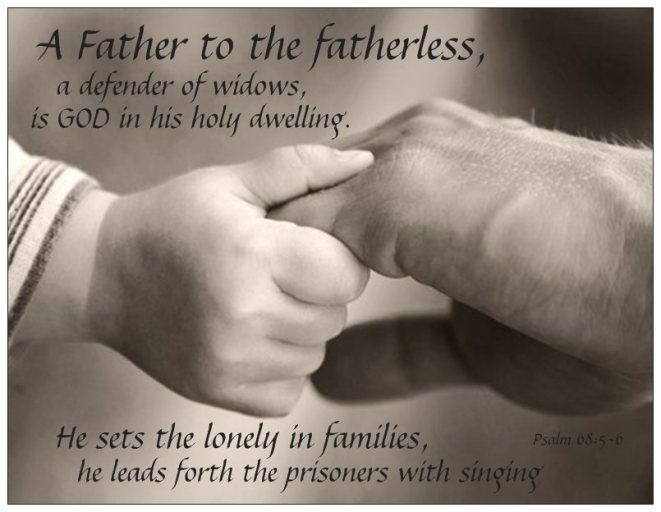 A Father to the fatherless,
a defender of widows,
is GOD in his holy dwelling.
He sets the lonely in families,
Psalm 68:5-6
he leads forth the prisoners with singing